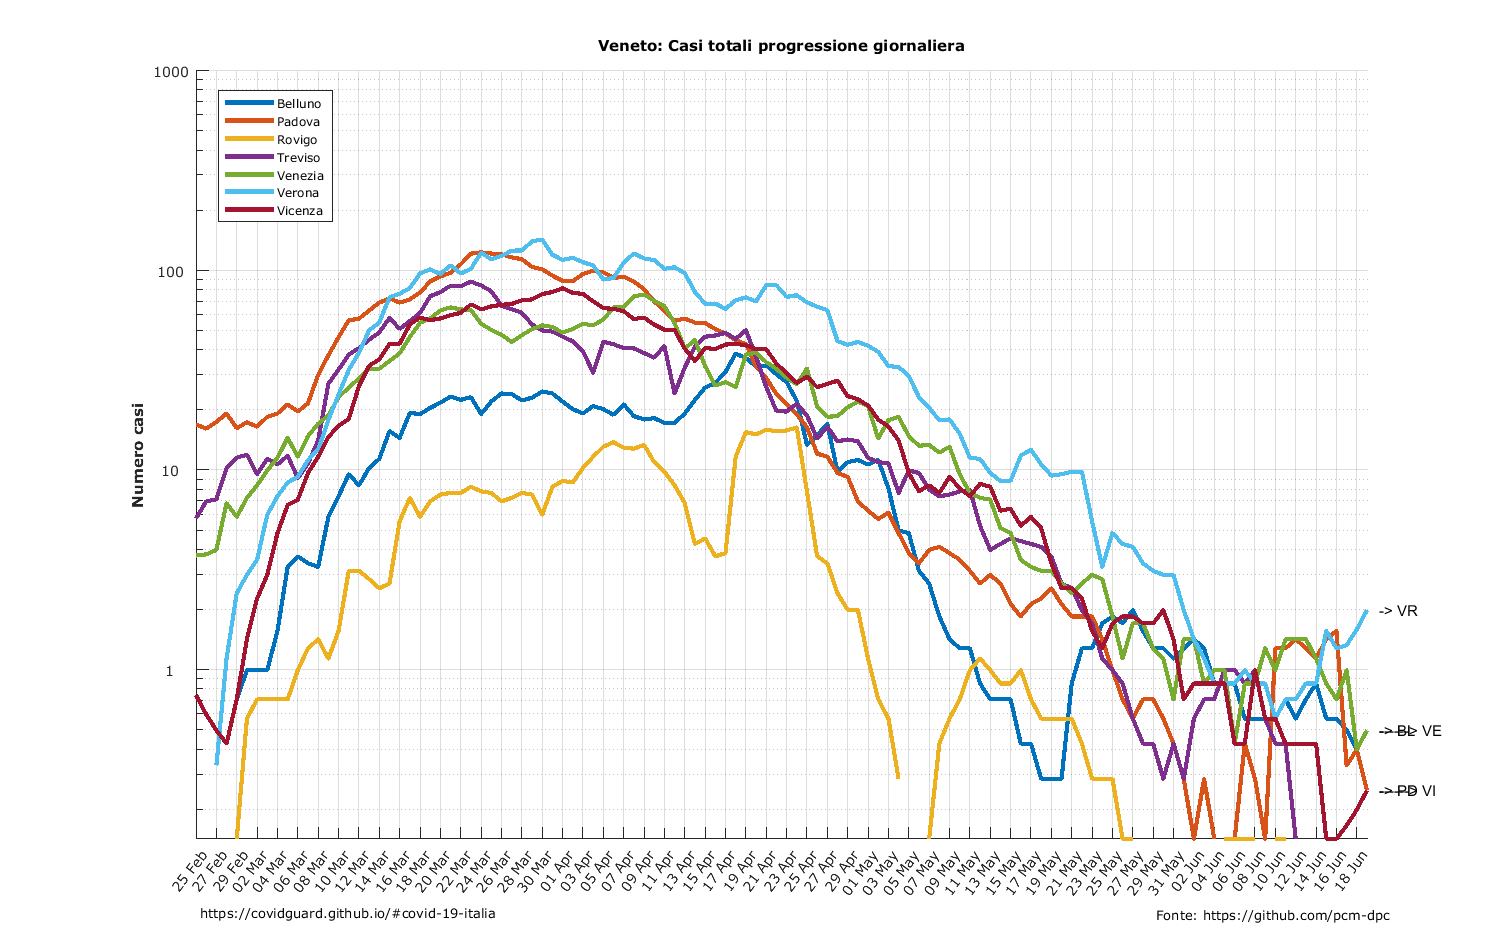 Veneto: Casi totali progressione giornaliera
1000
100
10
1
Numero casi
Belluno
Padova
Rovigo
Treviso
Venezia
Verona
Vicenza
-> VR
-> BL
-> VE
-> PD
-> VI
25 Feb
27 Feb
29 Feb
02 Mar
04 Mar
06 Mar
08 Mar
10 Mar
12 Mar
14 Mar
16 Mar
18 Mar
20 Mar
22 Mar
24 Mar
26 Mar
28 Mar
30 Mar
01 Apr
03 Apr
05 Apr
07 Apr
09 Apr
11 Apr
13 Apr
15 Apr
17 Apr
19 Apr
21 Apr
23 Apr
25 Apr
27 Apr
29 Apr
01 May
03 May
05 May
07 May
09 May
11 May
13 May
15 May
17 May
19 May
21 May
23 May
25 May
27 May
29 May
31 May
02 Jun
04 Jun
06 Jun
08 Jun
10 Jun
12 Jun
14 Jun
16 Jun
18 Jun
https://covidguard.github.io/#covid-19-italia
Fonte: https://github.com/pcm-dpc